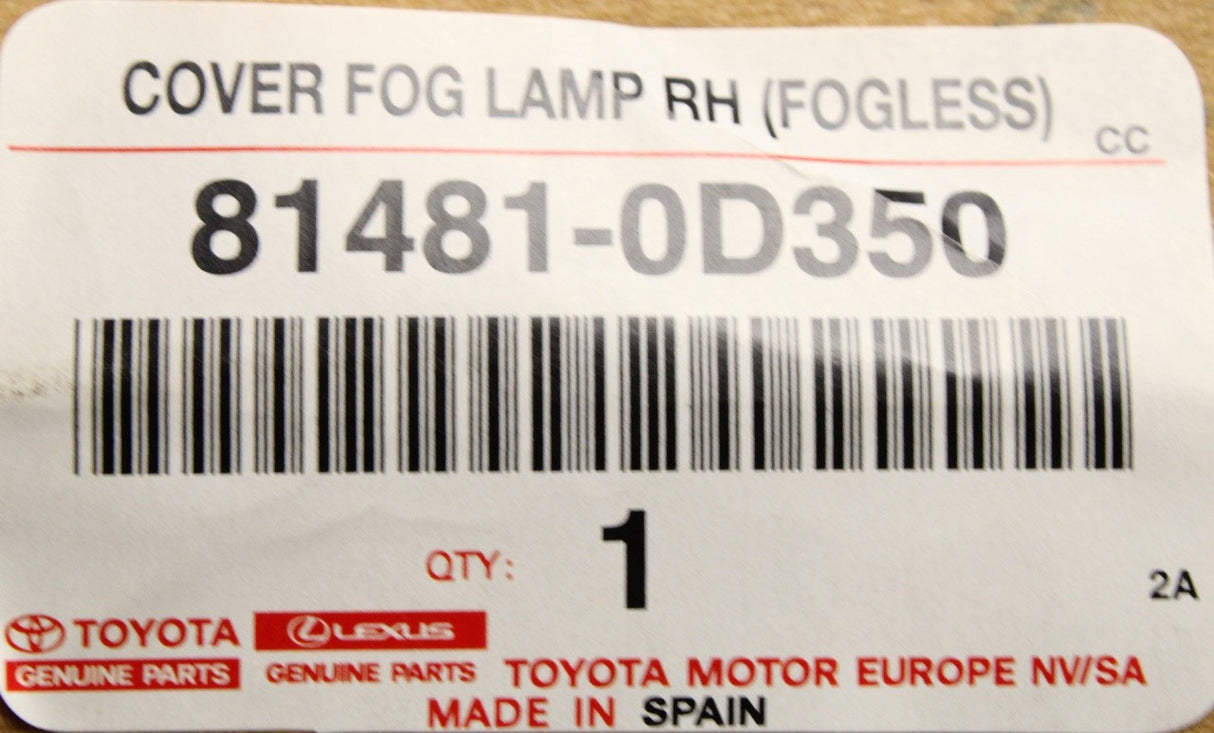 COVER FOG LAMP RH (FOGLESS)
CC
81481-0D350
QTY: 1
2A
TOYOTA
GENUINE PARTS
LEXUS
GENUINE PARTS
TOYOTA MOTOR EUROPE NV/SA
MADE IN SPAIN